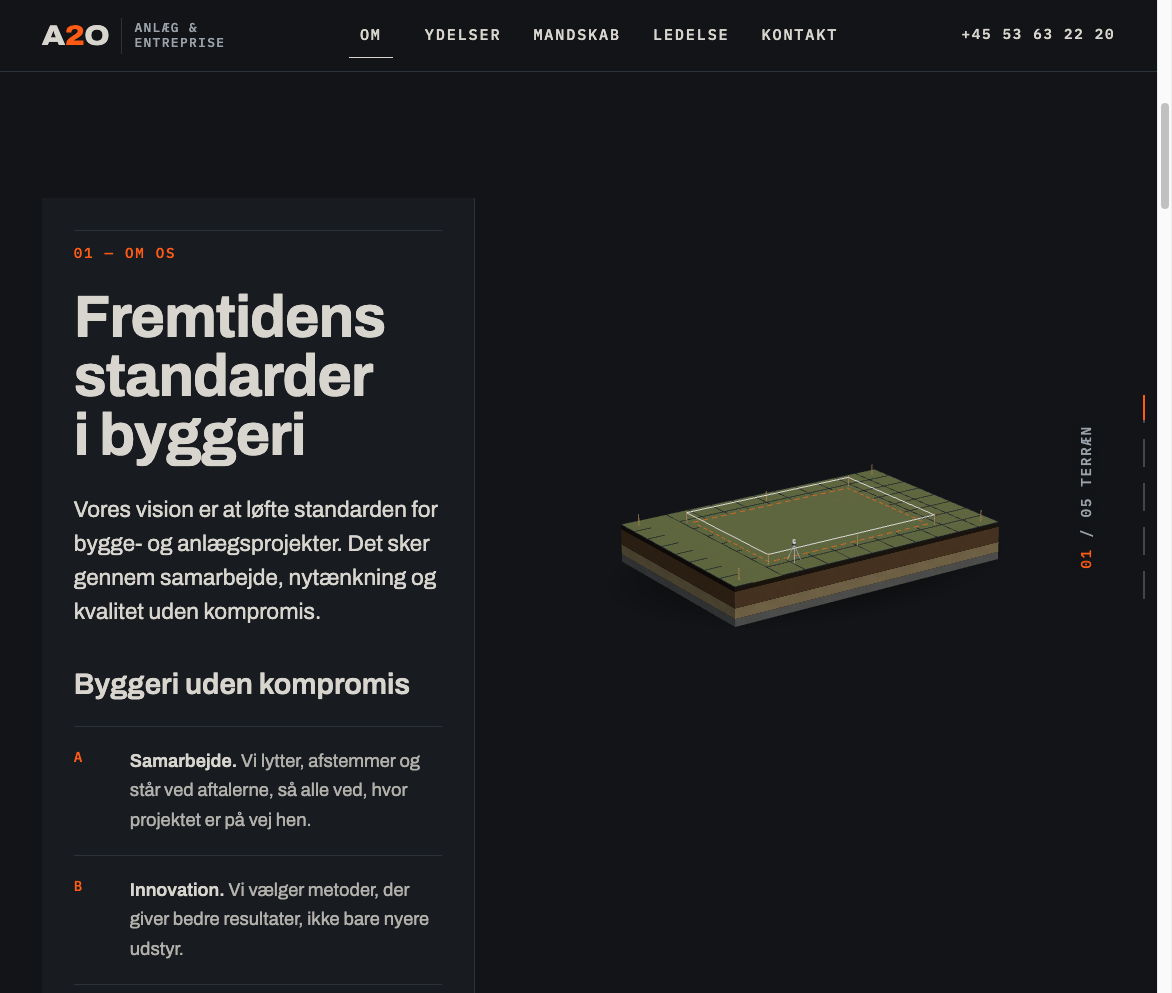 A2O
ANLÆG &
ENTREPRISE
OM
YDELSER
MANDSKAB
LEDELSE
KONTAKT
+45 53 63 22 20
01 — OM OS
Fremtidens
standarder
i byggeri
Vores vision er at løfte standarden for
bygge- og anlægsprojekter. Det sker
gennem samarbejde, nytænkning og
kvalitet uden kompromis.
Byggeri uden kompromis
A
Samarbejde. Vi lytter, afstemmer og
står ved aftalerne, så alle ved, hvor
projektet er på vej hen.
B
Innovation. Vi vælger metoder, der
giver bedre resultater, ikke bare nyere
udstyr.
01 / 05 TERRÆN